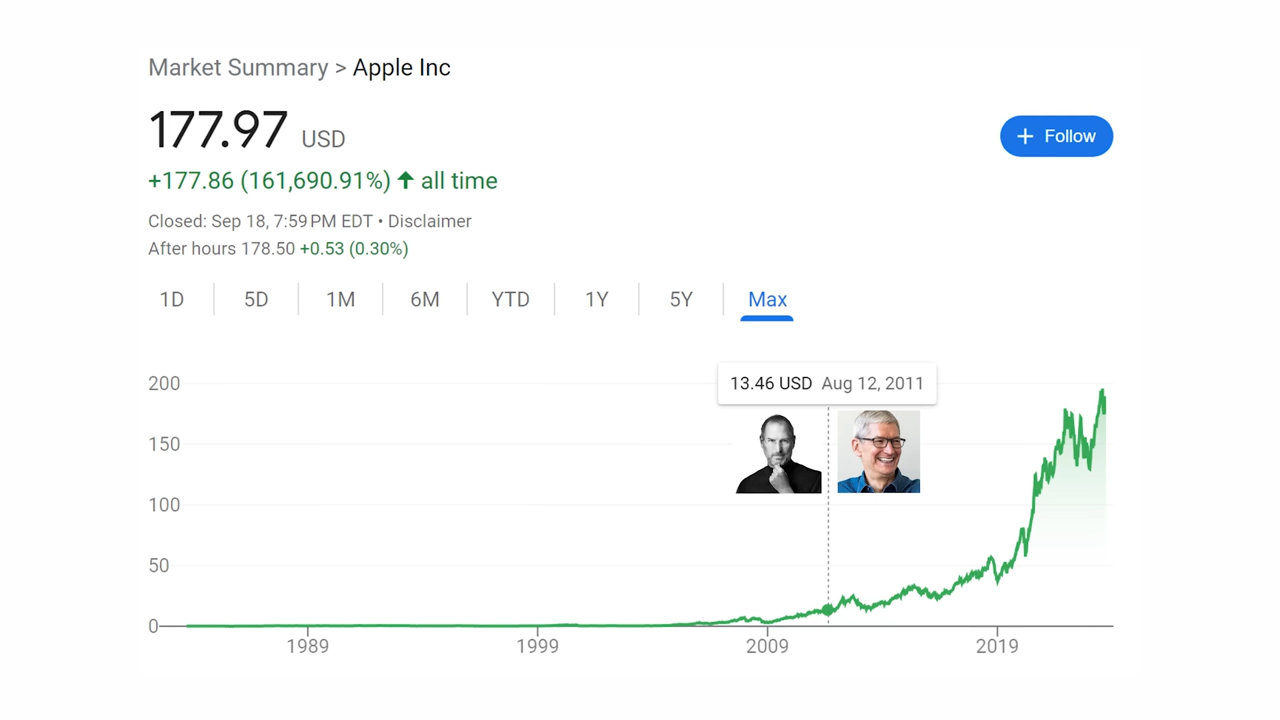 Market Summary > Apple Inc
177.97 USD
+ Follow
+177.86 (161,690.91%) ↑ all time
Closed: Sep 18, 7:59 PM EDT • Disclaimer
After hours 178.50 +0.53 (0.30%)
1D 5D 1M 6M YTD 1Y 5Y Max
13.46 USD Aug 12, 2011
200
150
100
50
0
1989 1999 2009 2019